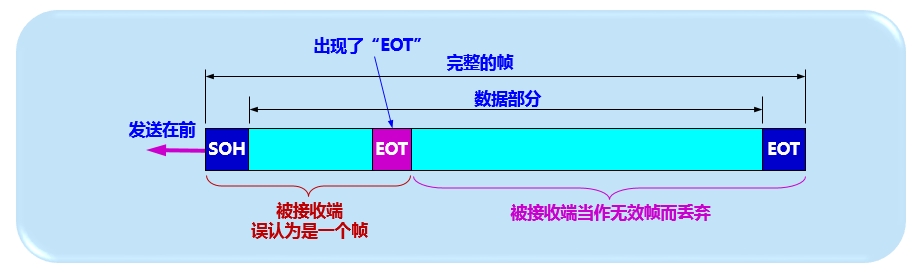 出现了“EOT”
完整的帧
数据部分
发送在前
SOH
EOT
EOT
被接收端
误认为是一个帧
被接收端当作无效帧而丢弃